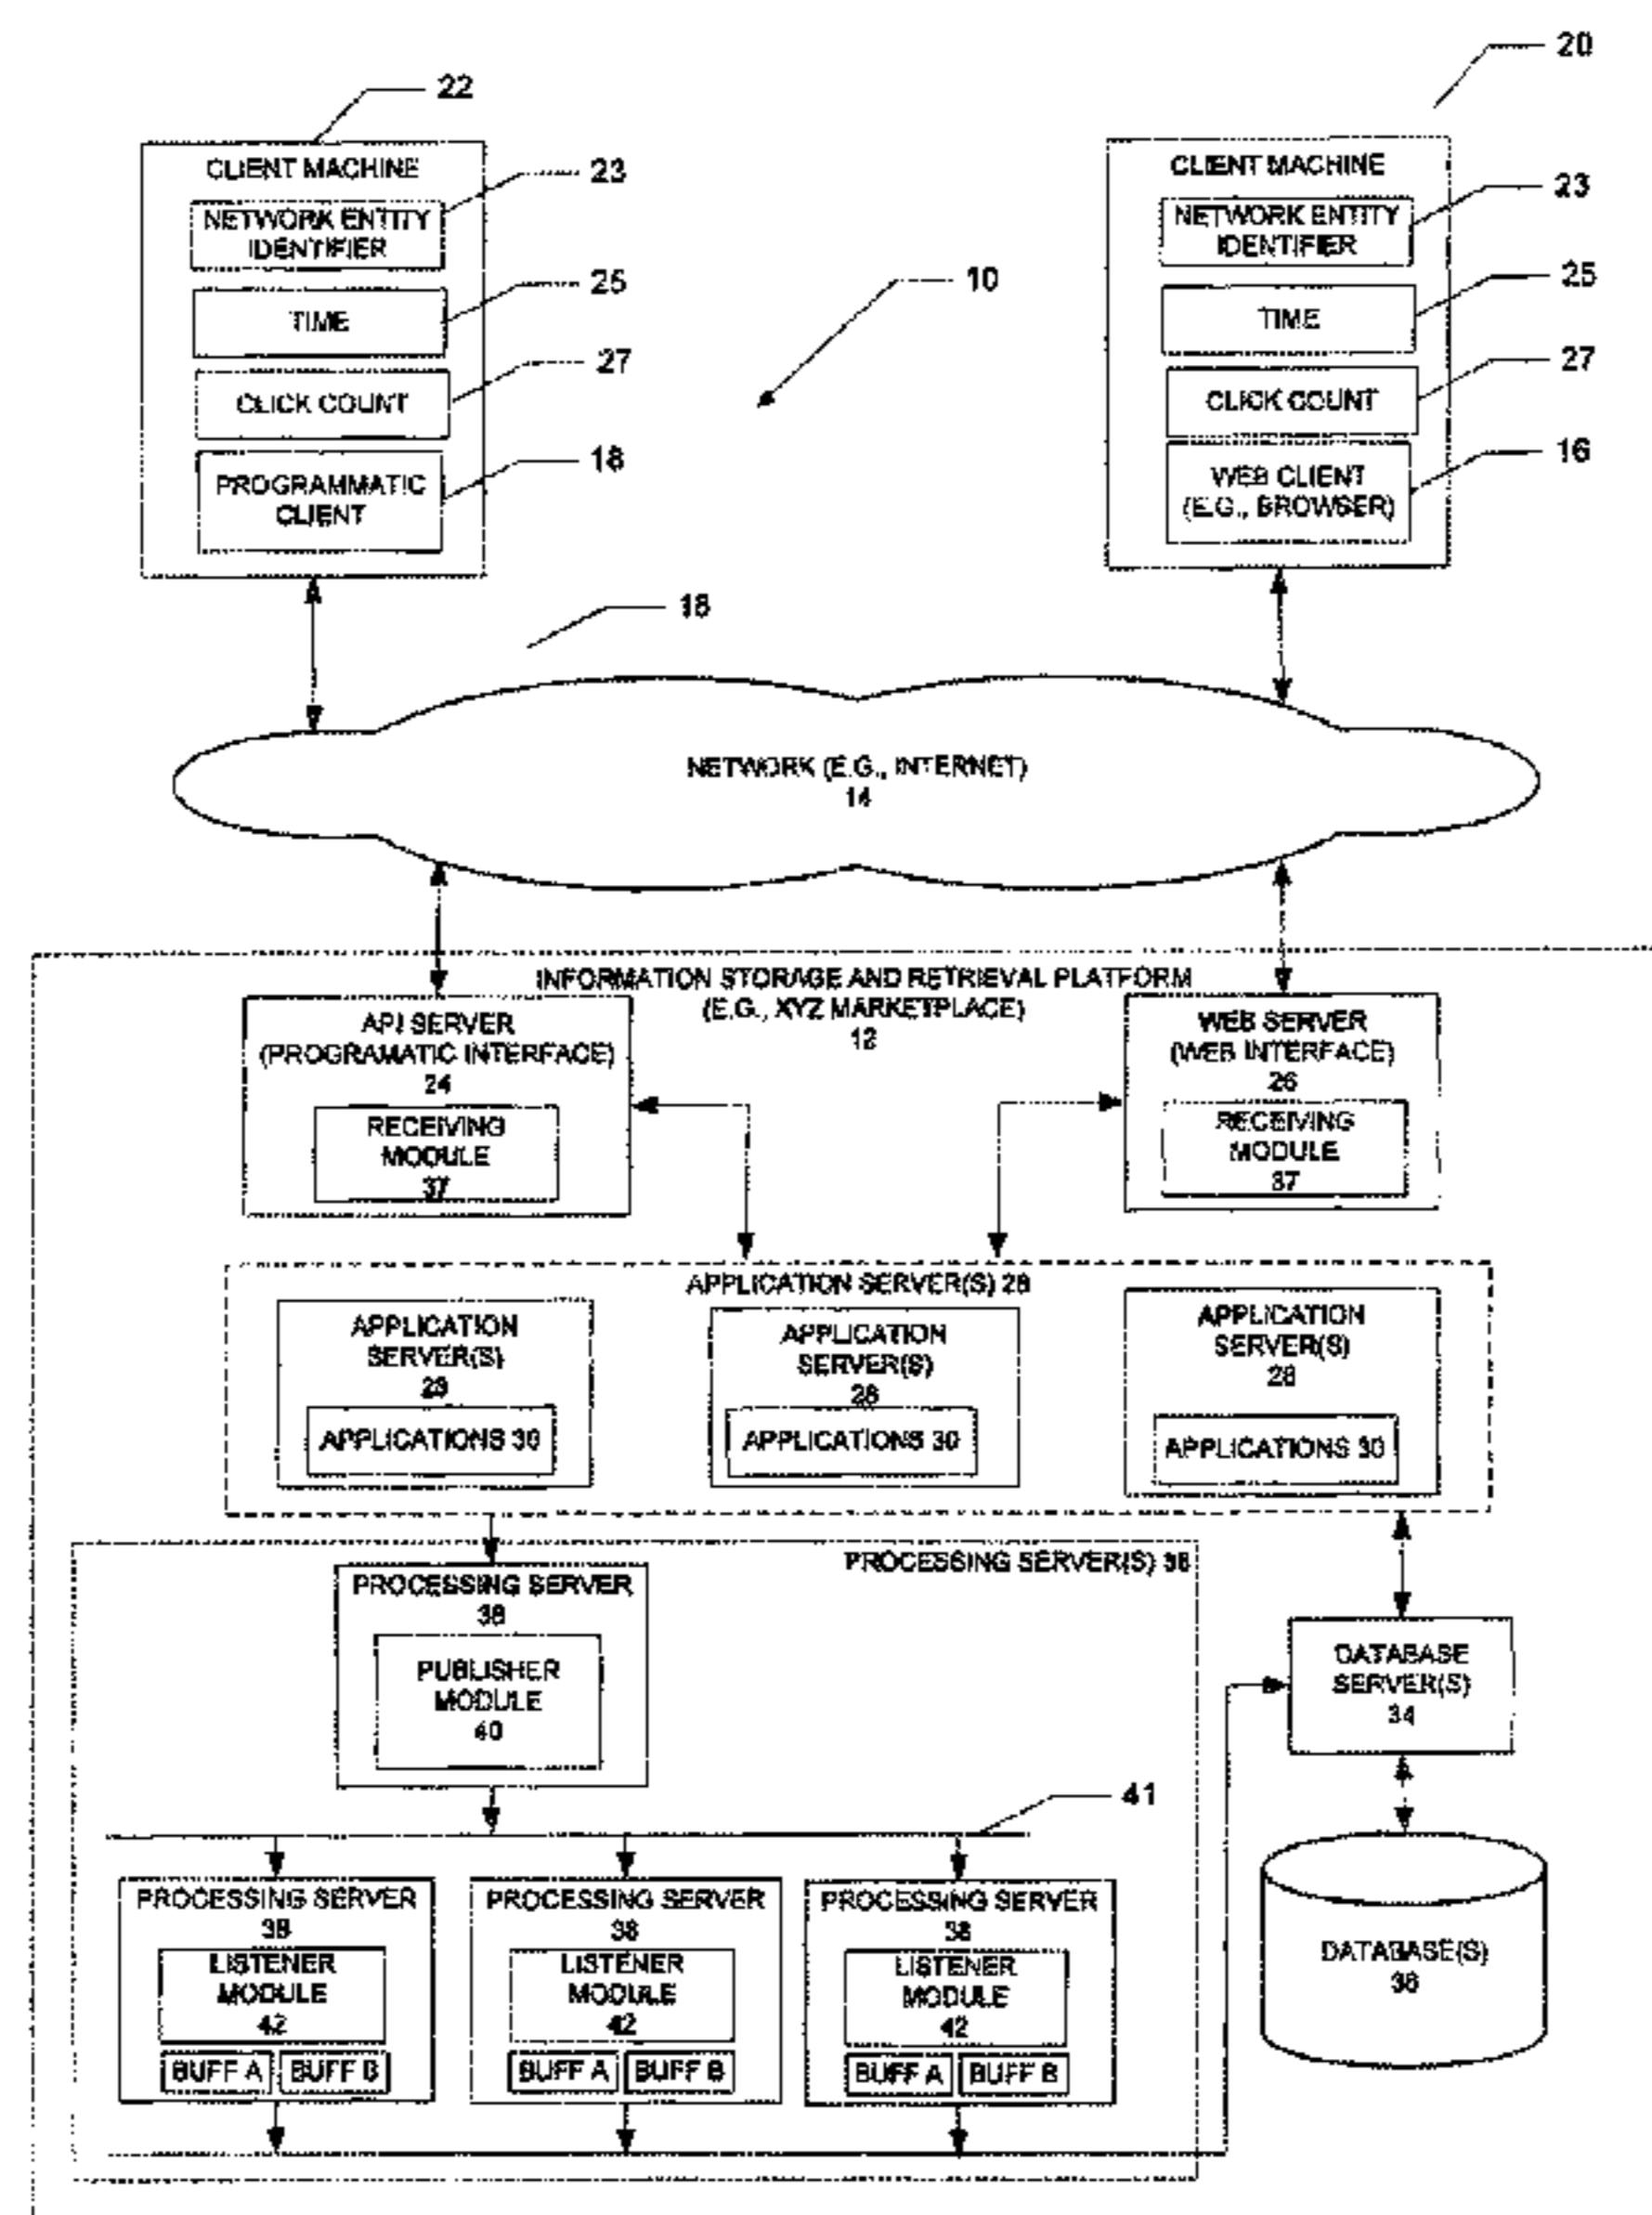 20
22
CLIENT MACHINE
23
NETWORK ENTITY
IDENTIFIER
25
TIME
27
CLICK COUNT
18
PROGRAMMATIC
CLIENT
CLIENT MACHINE
23
NETWORK ENTITY
IDENTIFIER
25
TIME
27
CLICK COUNT
16
WEB CLIENT
(E.G., BROWSER)
10
18
NETWORK (E.G., INTERNET)
14
INFORMATION STORAGE AND RETRIEVAL PLATFORM
(E.G., XYZ MARKETPLACE)
12
API SERVER
(PROGRAMATIC INTERFACE)
24
RECEIVING
MODULE
37
WEB SERVER
(WEB INTERFACE)
26
RECEIVING
MODULE
37
APPLICATION SERVER(S) 28
APPLICATION
SERVER(S)
28
APPLICATIONS 30
APPLICATION
SERVER(S)
28
APPLICATIONS 30
APPLICATION
SERVER(S)
28
APPLICATIONS 30
PROCESSING SERVER(S) 38
PROCESSING SERVER
38
PUBLISHER
MODULE
40
DATABASE
SERVER(S)
34
41
PROCESSING SERVER
38
LISTENER
MODULE
42
BUFF A BUFF B
PROCESSING SERVER
38
LISTENER
MODULE
42
BUFF A BUFF B
PROCESSING SERVER
38
LISTENER
MODULE
42
BUFF A BUFF B
DATABASE(S)
36